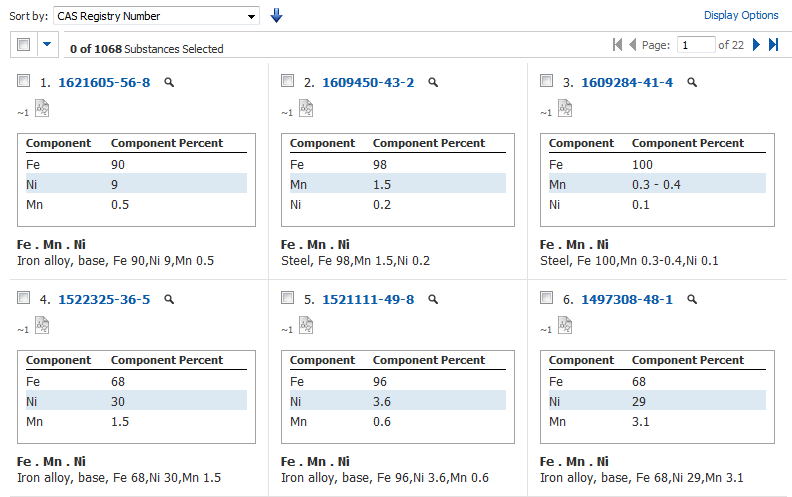 Sort by: CAS Registry Number
Display Options
0 of 1068 Substances Selected
Page: 1 of 22
1. 1621605-56-8
~1
Component Component Percent
Fe 90
Ni 9
Mn 0.5
Fe . Mn . Ni
Iron alloy, base, Fe 90,Ni 9,Mn 0.5
2. 1609450-43-2
~1
Component Component Percent
Fe 98
Mn 1.5
Ni 0.2
Fe . Mn . Ni
Steel, Fe 98,Mn 1.5,Ni 0.2
3. 1609284-41-4
~1
Component Component Percent
Fe 100
Mn 0.3 - 0.4
Ni 0.1
Fe . Mn . Ni
Steel, Fe 100,Mn 0.3-0.4,Ni 0.1
4. 1522325-36-5
~1
Component Component Percent
Fe 68
Ni 30
Mn 1.5
Fe . Mn . Ni
Iron alloy, base, Fe 68,Ni 30,Mn 1.5
5. 1521111-49-8
~1
Component Component Percent
Fe 96
Ni 3.6
Mn 0.6
Fe . Mn . Ni
Iron alloy, base, Fe 96,Ni 3.6,Mn 0.6
6. 1497308-48-1
~1
Component Component Percent
Fe 68
Ni 29
Mn 3.1
Fe . Mn . Ni
Iron alloy, base, Fe 68,Ni 29,Mn 3.1